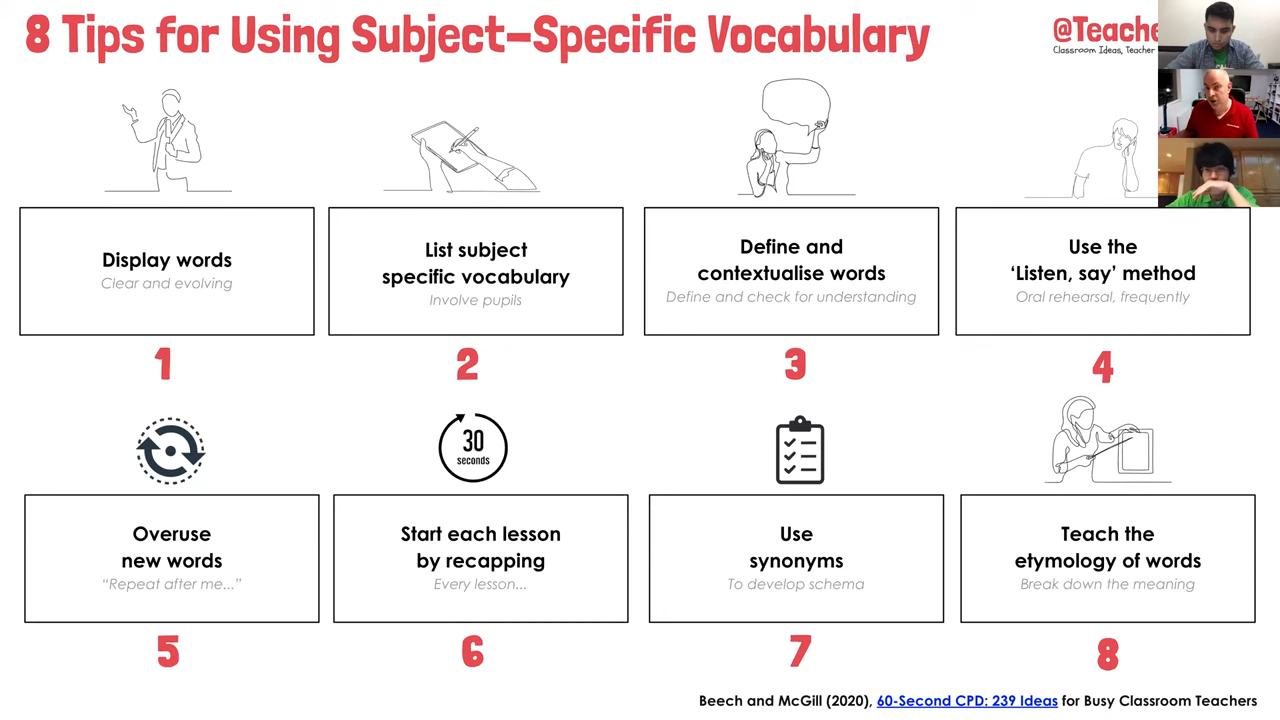 8 Tips for Using Subject-Specific Vocabulary
Classroom Ideas, Teacher
Display words
Clear and evolving
1
List subject
specific vocabulary
Involve pupils
2
Define and
contextualise words
Define and check for understanding
3
Use the
‘Listen, say’ method
Oral rehearsal, frequently
4
Overuse
new words
“Repeat after me...”
5
30
seconds
Start each lesson
by recapping
Every lesson...
6
Use
synonyms
To develop schema
7
Teach the
etymology of words
Break down the meaning
8
Beech and McGill (2020), 60-Second CPD: 239 Ideas for Busy Classroom Teachers